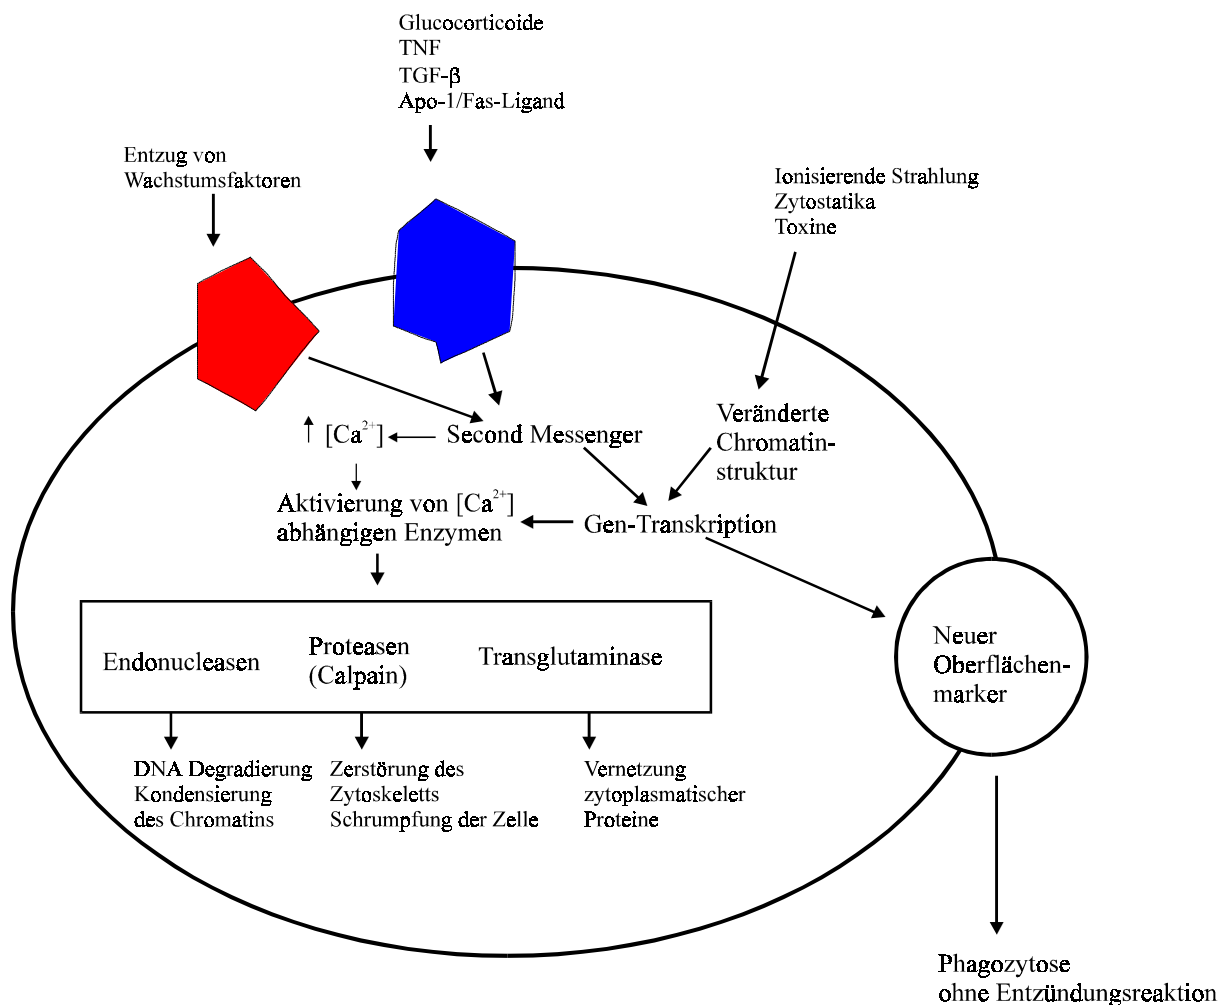 Glucocorticoide
TNF
TGF-β
Apo-1/Fas-Ligand
Entzug von
Wachstumsfaktoren
Ionisierende Strahlung
Zytostatika
Toxine
[Ca²⁺]
Second Messenger
Veränderte
Chromatin-
struktur
Aktivierung von [Ca²⁺]
abhängigen Enzymen
Gen-Transkription
Endonucleasen
Proteasen
(Calpain)
Transglutaminase
Neuer
Oberflächen-
marker
DNA Degradierung
Kondensierung
des Chromatins
Zerstörung des
Zytoskeletts
Schrumpfung der Zelle
Vernetzung
zytoplasmatischer
Proteine
Phagozytose
ohne Entzündungsreaktion